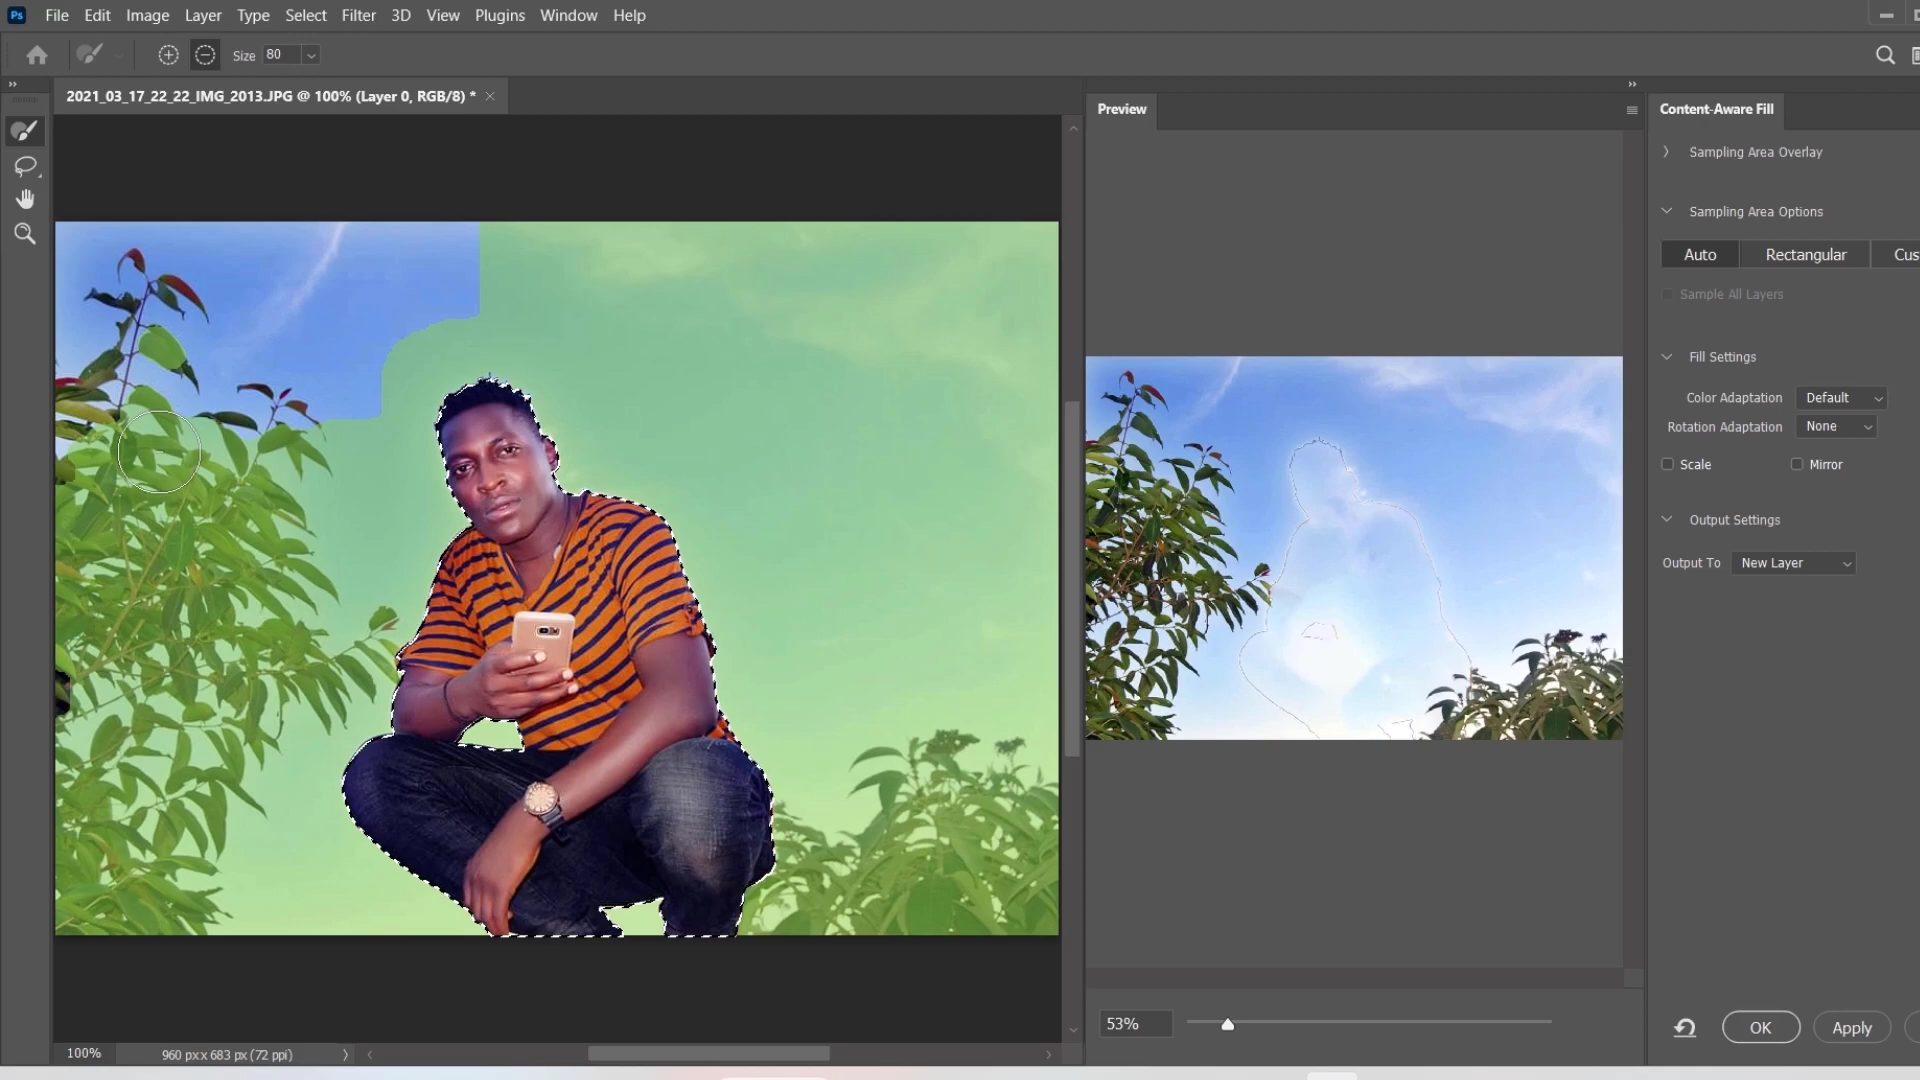 Ps File Edit Image Layer Type Select Filter 3D View Plugins Window Help
Size 80
2021_03_17_22_22_IMG_2013.JPG @ 100% (Layer 0, RGB/8) *
Preview
Content-Aware Fill
Sampling Area Overlay
Sampling Area Options
Auto Rectangular Cus
Sample All Layers
Fill Settings
Color Adaptation Default
Rotation Adaptation None
Scale Mirror
Output Settings
Output To New Layer
53%
OK Apply
100% 960 px x 683 px (72 ppi)